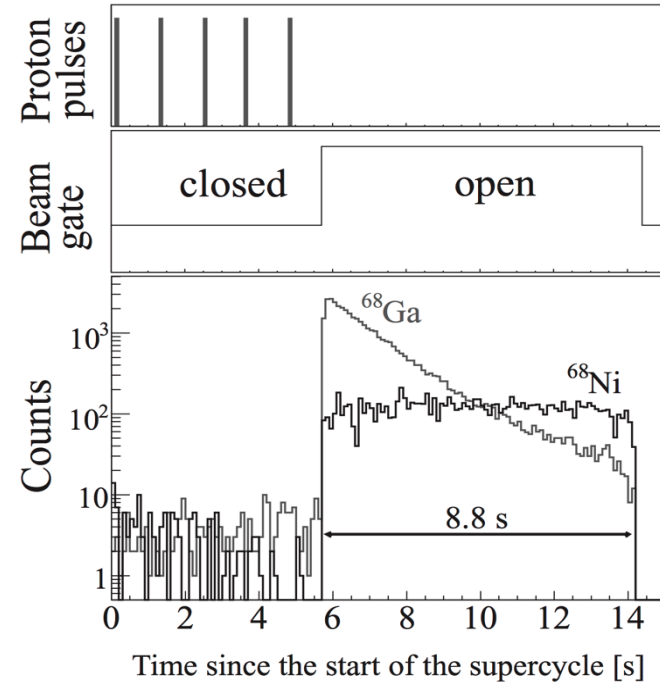 Proton
pulses
Beam
gate
closed
open
Counts
10³
10²
10
1
⁶⁸Ga
⁶⁸Ni
8.8 s
0 2 4 6 8 10 12 14
Time since the start of the supercycle [s]